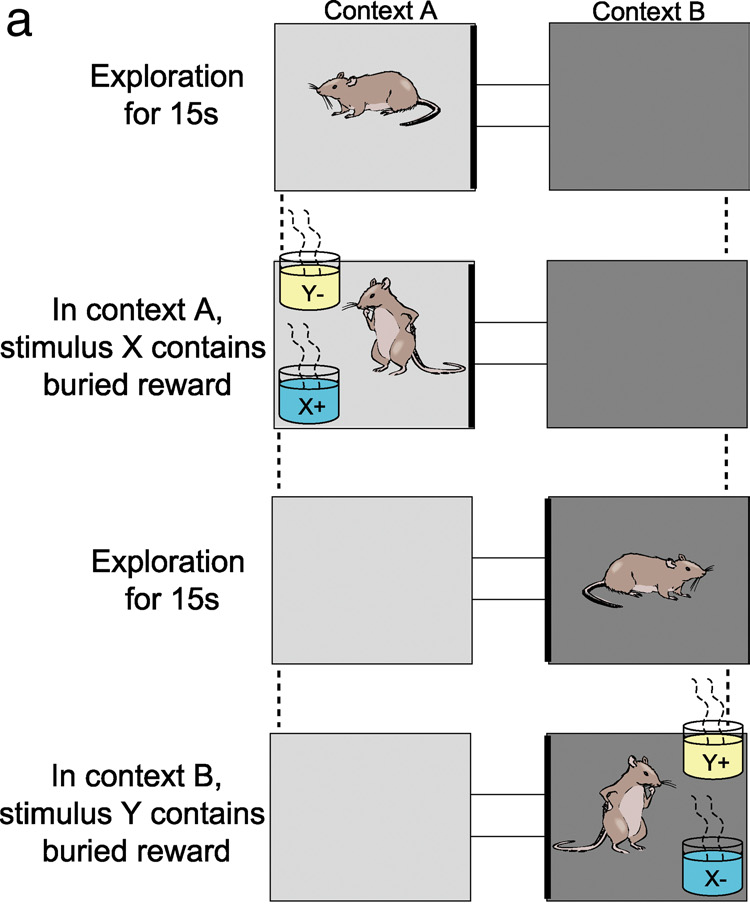 a
Context A
Context B
Exploration
for 15s
In context A,
stimulus X contains
buried reward
Y-
X+
Exploration
for 15s
In context B,
stimulus Y contains
buried reward
Y+
X-